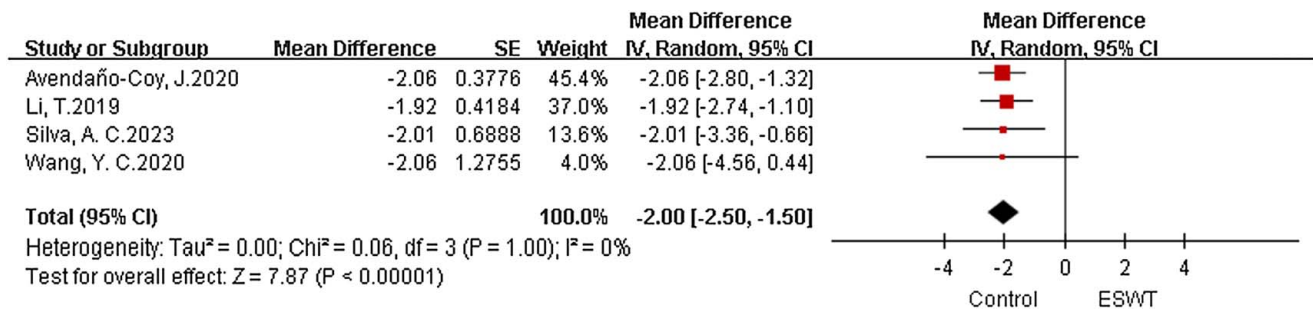 Mean Difference Mean Difference
Study or Subgroup Mean Difference SE Weight IV, Random, 95% CI IV, Random, 95% CI
Avendaño-Coy, J.2020 -2.06 0.3776 45.4% -2.06 [-2.80, -1.32]
Li, T.2019 -1.92 0.4184 37.0% -1.92 [-2.74, -1.10]
Silva, A. C.2023 -2.01 0.6888 13.6% -2.01 [-3.36, -0.66]
Wang, Y. C.2020 -2.06 1.2755 4.0% -2.06 [-4.56, 0.44]
Total (95% CI) 100.0% -2.00 [-2.50, -1.50]
Heterogeneity: Tau² = 0.00; Chi² = 0.06, df = 3 (P = 1.00); I² = 0%
Test for overall effect: Z = 7.87 (P < 0.00001)
-4 -2 0 2 4
Control ESWT